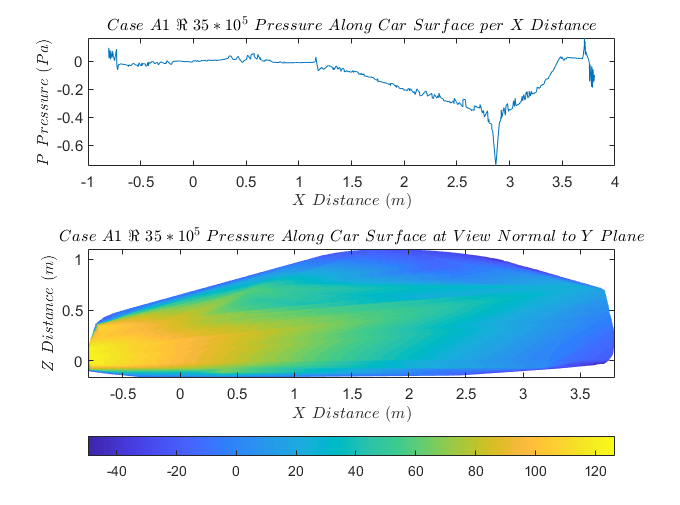 Case A1 ℜ 35 * 10⁵ Pressure Along Car Surface per X Distance
P Pressure (Pa)
0
-0.2
-0.4
-0.6
-1 -0.5 0 0.5 1 1.5 2 2.5 3 3.5 4
X Distance (m)
Case A1 ℜ 35 * 10⁵ Pressure Along Car Surface at View Normal to Y Plane
Z Distance (m)
1
0.5
0
-0.5 0 0.5 1 1.5 2 2.5 3 3.5
X Distance (m)
-40 -20 0 20 40 60 80 100 120